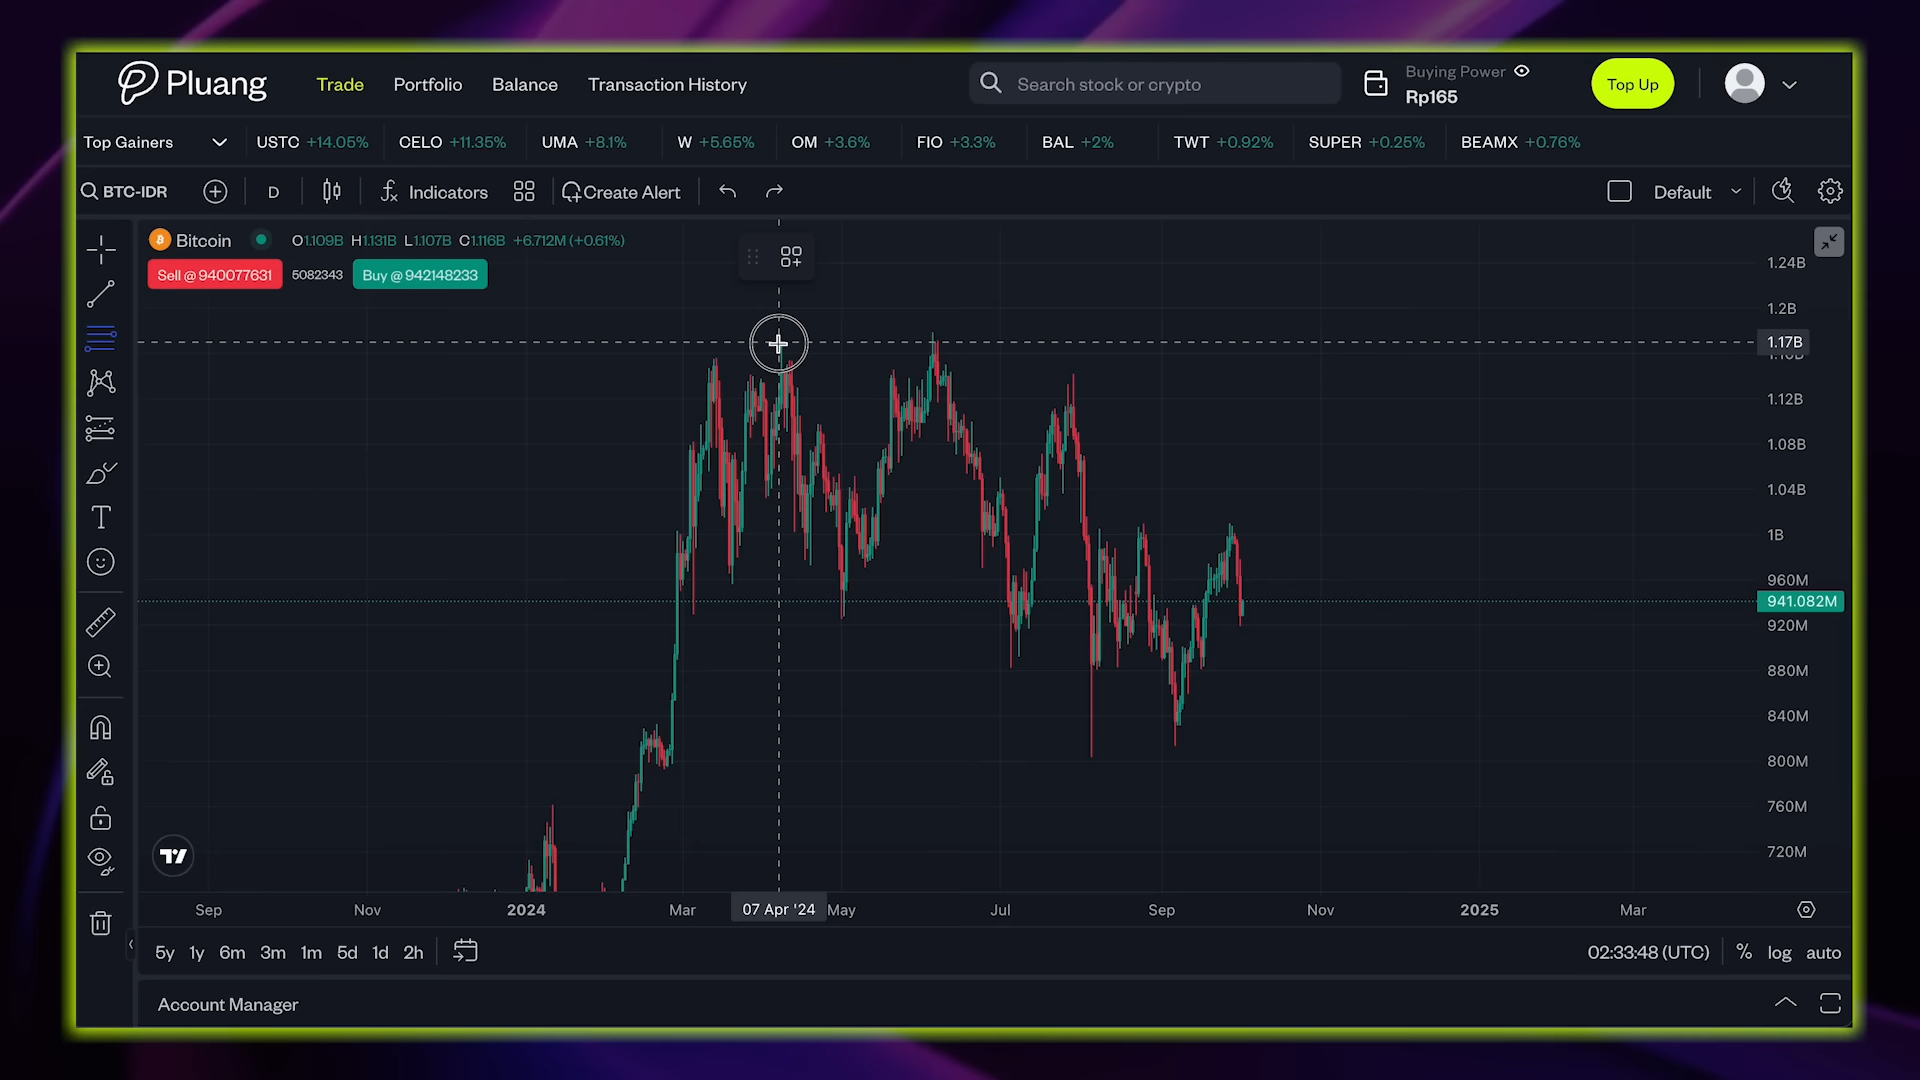 Pluang Trade Portfolio Balance Transaction History Search stock or crypto Buying Power Top Up
Rp165
Top Gainers USTC +14.05% CELO +11.35% UMA +8.1% W +5.65% OM +3.6% FIO +3.3% BAL +2% TWT +0.92% SUPER +0.25% BEAMX +0.76%
BTC-IDR D Indicators Create Alert Default
Bitcoin O1.109B H1.131B L1.107B C1.116B +6.712M (+0.61%)
Sell @ 940077631 5082343 Buy @ 942148233
1.24B
1.2B
1.17B
1.16B
1.12B
1.08B
1.04B
1B
960M
941.082M
920M
880M
840M
800M
760M
720M
Sep Nov 2024 Mar 07 Apr '24 May Jul Sep Nov 2025 Mar
5y 1y 6m 3m 1m 5d 1d 2h 02:33:48 (UTC) % log auto
Account Manager